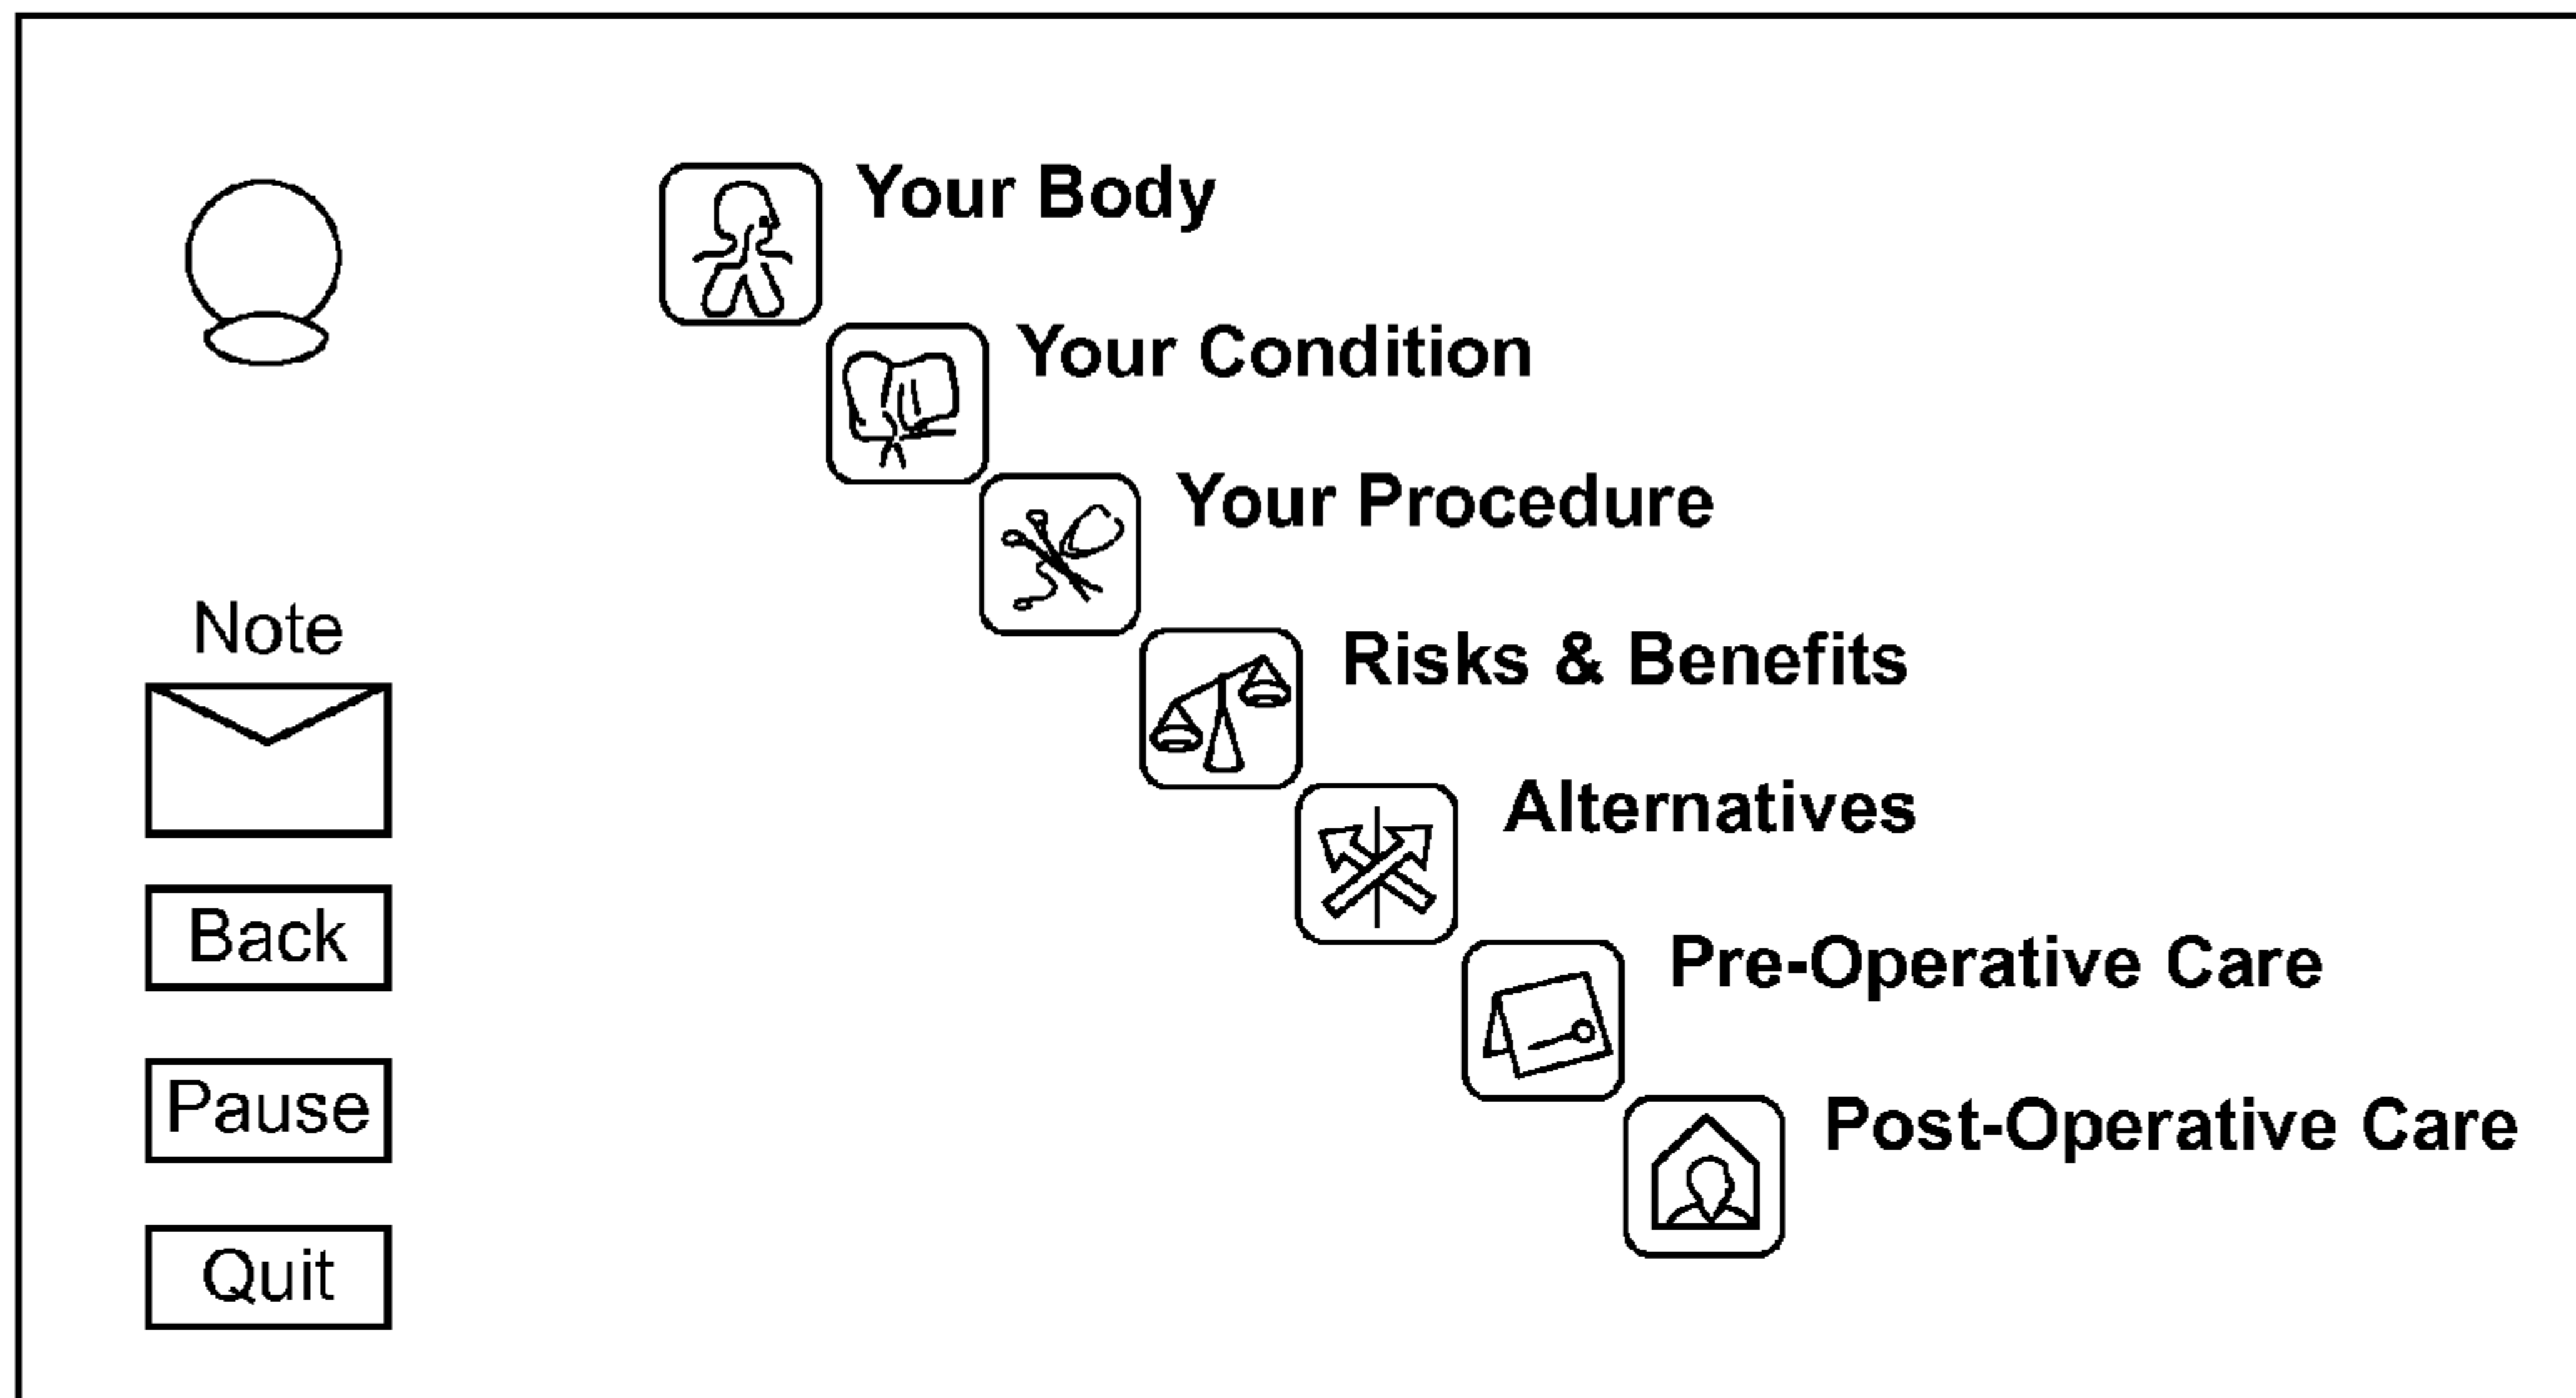 Your Body
Your Condition
Your Procedure
Risks & Benefits
Alternatives
Pre-Operative Care
Post-Operative Care
Note
Back
Pause
Quit